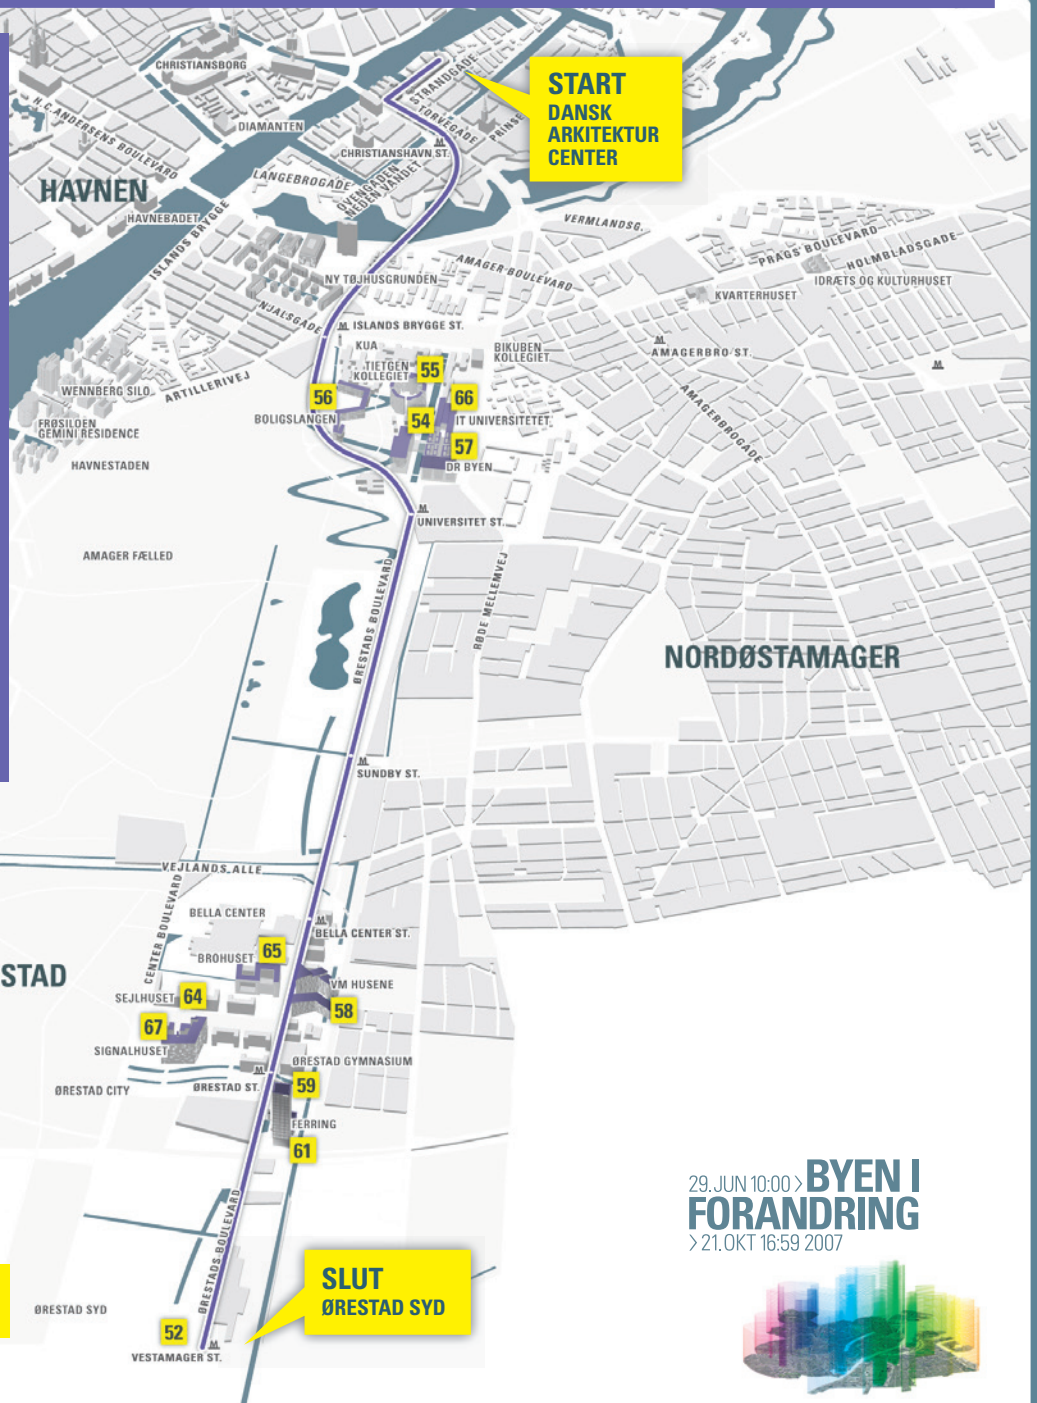 CHRISTIANSBORG
STRANDGADE
START
DANSK
ARKITEKTUR
CENTER
H.C.ANDERSENS BOULEVARD
DIAMANTEN
TORVEGADE
PRINSE
CHRISTIANSHAVN ST.
M
LANGEBROGADE
OVENGADEN
NEDEN VANDET
HAVNEN
HAVNEBADET
ISLANDS BRYGGE
VERMLANDSG.
PRAGS BOULEVARD
HOLMBLADSGADE
AMAGER BOULEVARD
IDRÆTS OG KULTURHUSET
NY TØJHUSGRUNDEN
KVARTERHUSET
NJALSGADE
M ISLANDS BRYGGE ST.
KUA
BIKUBEN
KOLLEGIET
M
AMAGERBRO ST.
M
TIETGEN
KOLLEGIET
55
WENNBERG SILO
ARTILLERIVEJ
56
66
BOLIGSLANGEN
54
IT UNIVERSITETET
FRØSILOEN
GEMINI RESIDENCE
57
AMAGERBROGADE
HAVNESTADEN
DR BYEN
M
UNIVERSITET ST.
AMAGER FÆLLED
ØRESTADS BOULEVARD
RØDE MELLEMVEJ
NORDØSTAMAGER
M
SUNDBY ST.
VEJLANDS ALLE
CENTER BOULEVARD
BELLA CENTER
M
BELLA CENTER ST.
65
BROHUSET
STAD
VM HUSENE
SEJLHUSET
64
58
67
SIGNALHUSET
ØRESTAD GYMNASIUM
M
ØRESTAD CITY
ØRESTAD ST.
59
FERRING
61
29.JUN 10:00 > BYEN I
FORANDRING
> 21.OKT 16:59 2007
ØRESTADS BOULEVARD
SLUT
ØRESTAD SYD
ØRESTAD SYD
52
M
VESTAMAGER ST.